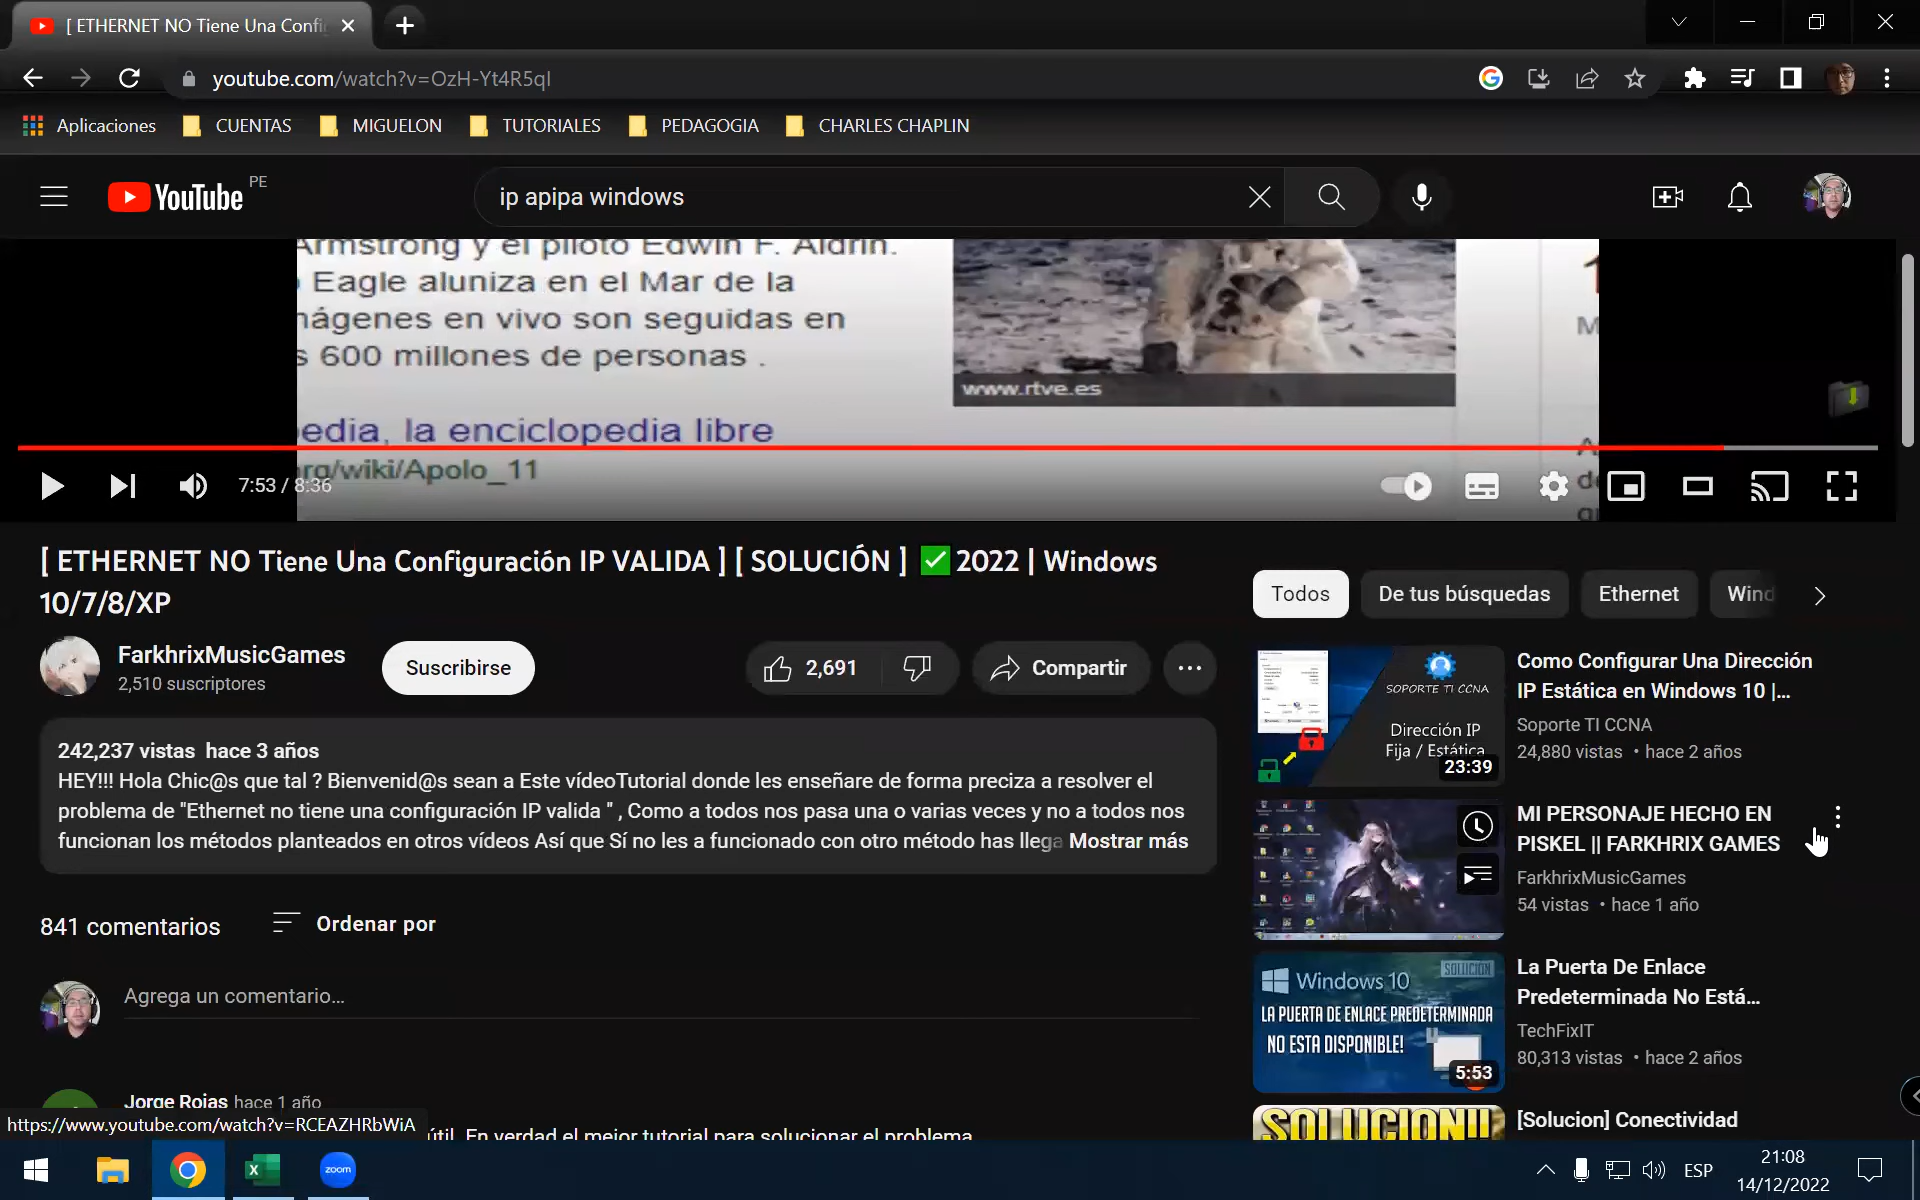 [ ETHERNET NO Tiene Una Confi
youtube.com/watch?v=OzH-Yt4R5qI
Aplicaciones CUENTAS MIGUELON TUTORIALES PEDAGOGIA CHARLES CHAPLIN
YouTube PE
ip apipa windows
Armstrong y el piloto Edwin F. Aldrin.
Eagle aluniza en el Mar de la
mágenes en vivo son seguidas en
s 600 millones de personas .
www.rtve.es
edia, la enciclopedia libre
rg/wiki/Apolo_11
7:53 / 8:36
[ ETHERNET NO Tiene Una Configuración IP VALIDA ] [ SOLUCIÓN ] ✅ 2022 | Windows
10/7/8/XP
FarkhrixMusicGames
2,510 suscriptores
Suscribirse
2,691
Compartir
242,237 vistas hace 3 años
HEY!!! Hola Chic@s que tal ? Bienvenid@s sean a Este vídeoTutorial donde les enseñare de forma preciza a resolver el
problema de "Ethernet no tiene una configuración IP valida " , Como a todos nos pasa una o varias veces y no a todos nos
funcionan los métodos planteados en otros vídeos Así que Sí no les a funcionado con otro método has llega Mostrar más
841 comentarios
Ordenar por
Agrega un comentario...
Jorge Rojas hace 1 año
útil. En verdad el mejor tutorial para solucionar el problema
https://www.youtube.com/watch?v=RCEAZHRbWiA
Todos De tus búsquedas Ethernet Wind
SOPORTE TI CCNA
Dirección IP
Fija / Estática
23:39
Como Configurar Una Dirección
IP Estática en Windows 10 |...
Soporte TI CCNA
24,880 vistas • hace 2 años
MI PERSONAJE HECHO EN
PISKEL || FARKHRIX GAMES
FarkhrixMusicGames
54 vistas • hace 1 año
Windows 10
SOLUCIÓN
LA PUERTA DE ENLACE PREDETERMINADA
NO ESTA DISPONIBLE!
5:53
La Puerta De Enlace
Predeterminada No Está...
TechFixIT
80,313 vistas • hace 2 años
SOLUCION!!
[Solucion] Conectividad
zoom
ESP
21:08
14/12/2022